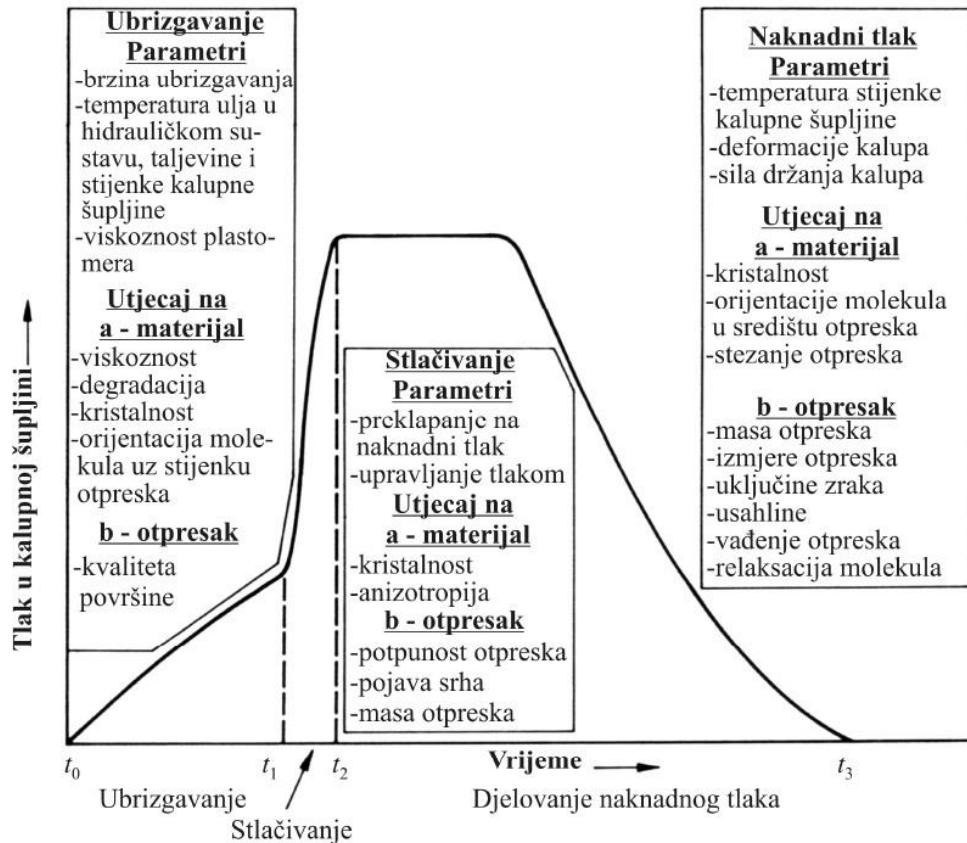 Ubrizgavanje
Parametri
-brzina ubrizgavanja
-temperatura ulja u
hidrauličkom su-
stavu, taljevine i
stijenke kalupne
šupljine
-viskoznost plasto-
mera
Utjecaj na
a - materijal
-viskoznost
-degradacija
-kristalnost
-orijentacija mole-
kula uz stijenku
otpreska
b - otpresak
-kvaliteta
površine
Stlačivanje
Parametri
-preklapanje na
naknadni tlak
-upravljanje tlakom
Utjecaj na
a - materijal
-kristalnost
-anizotropija
b - otpresak
-potpunost otpreska
-pojava srha
-masa otpreska
Naknadni tlak
Parametri
-temperatura stijenke
kalupne šupljine
-deformacije kalupa
-sila držanja kalupa
Utjecaj na
a - materijal
-kristalnost
-orijentacije molekula
u središtu otpreska
-stezanje otpreska
b - otpresak
-masa otpreska
-izmjere otpreska
-uključine zraka
-usahline
-vađenje otpreska
-relaksacija molekula
Tlak u kalupnoj šupljini
t0
t1
t2
Vrijeme
t3
Ubrizgavanje
Stlačivanje
Djelovanje naknadnog tlaka